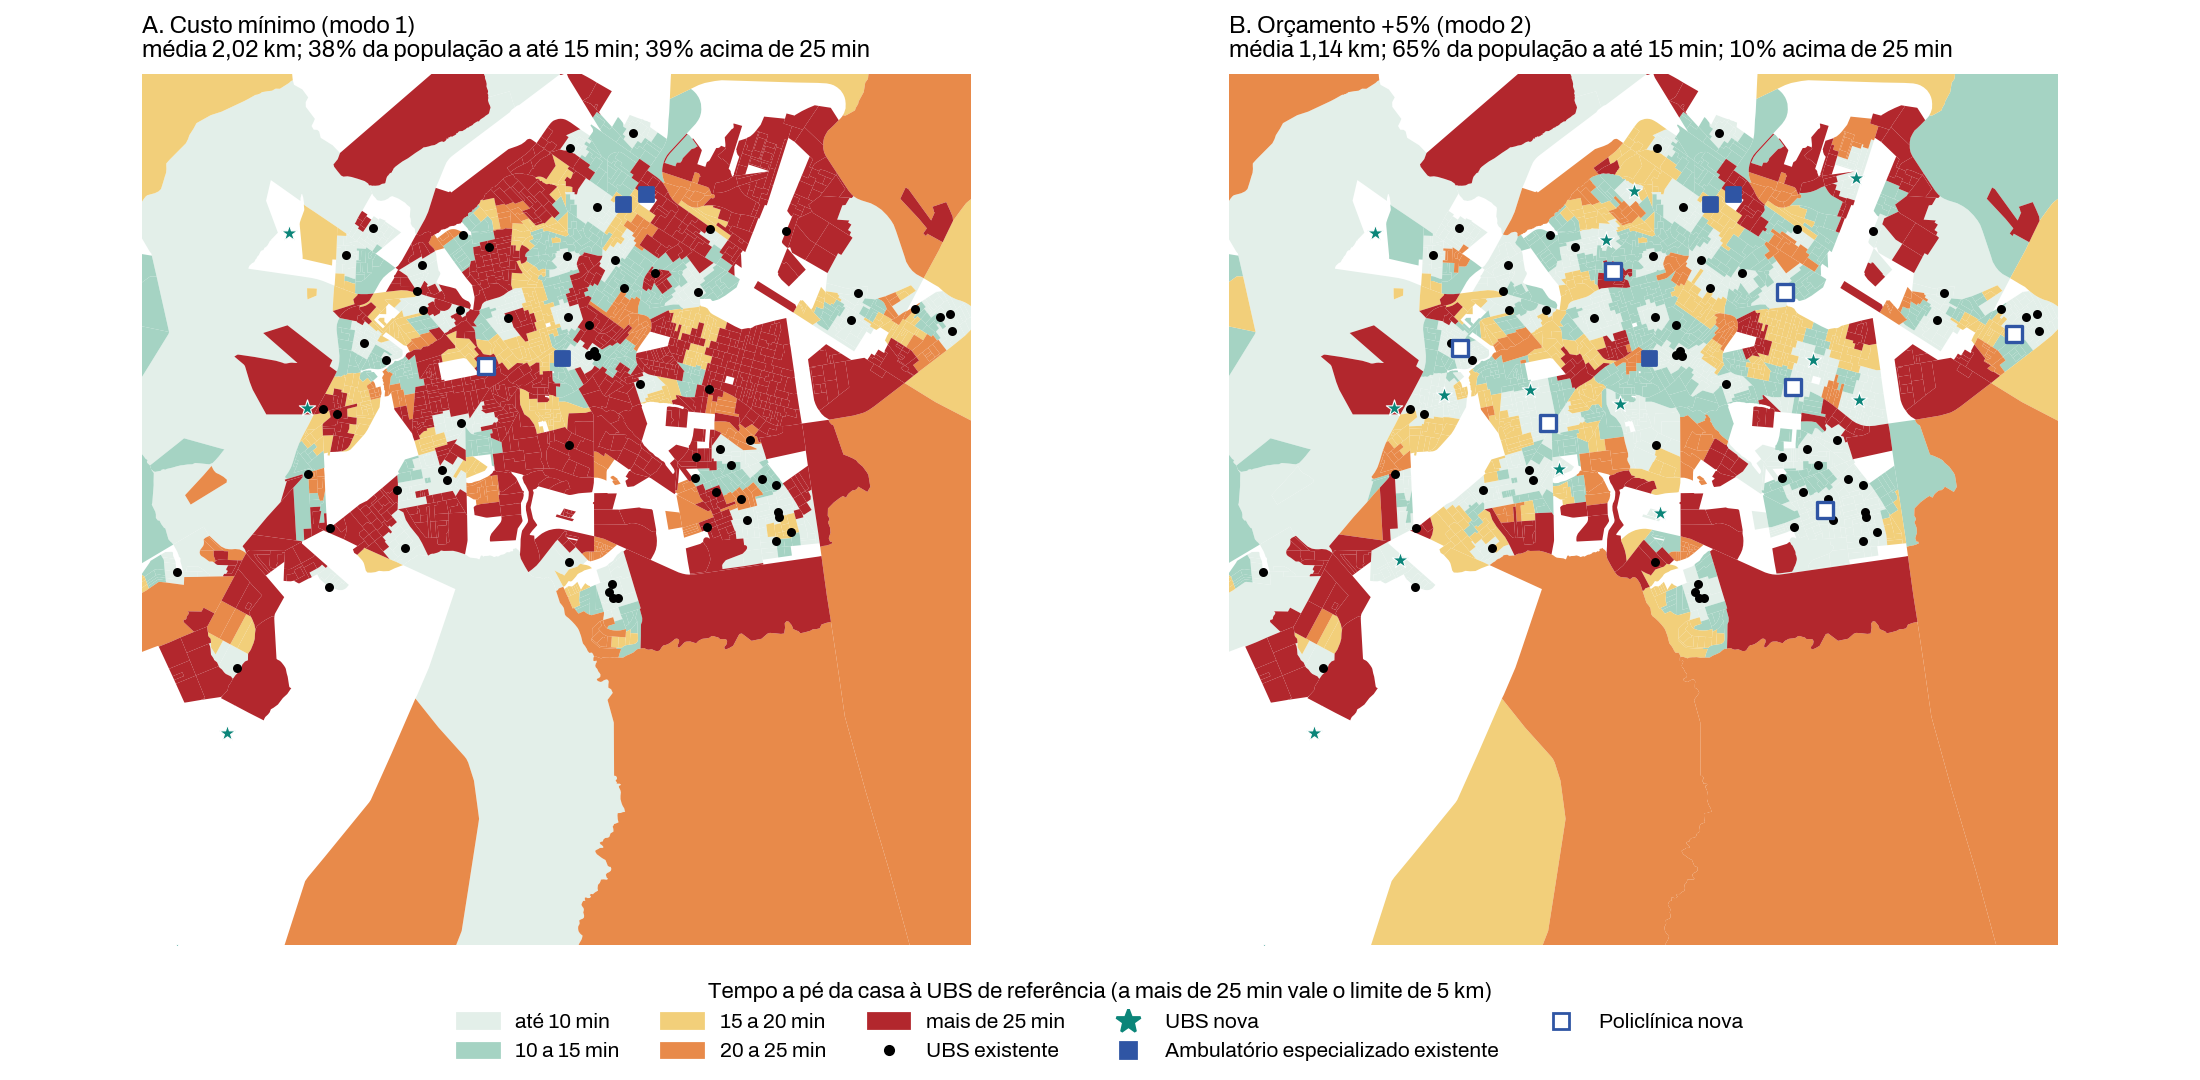 A. Custo mínimo (modo 1)
média 2,02 km; 38% da população a até 15 min; 39% acima de 25 min
B. Orçamento +5% (modo 2)
média 1,14 km; 65% da população a até 15 min; 10% acima de 25 min
Tempo a pé da casa à UBS de referência (a mais de 25 min vale o limite de 5 km)
até 10 min
10 a 15 min
15 a 20 min
20 a 25 min
mais de 25 min
UBS existente
UBS nova
Ambulatório especializado existente
Policlínica nova